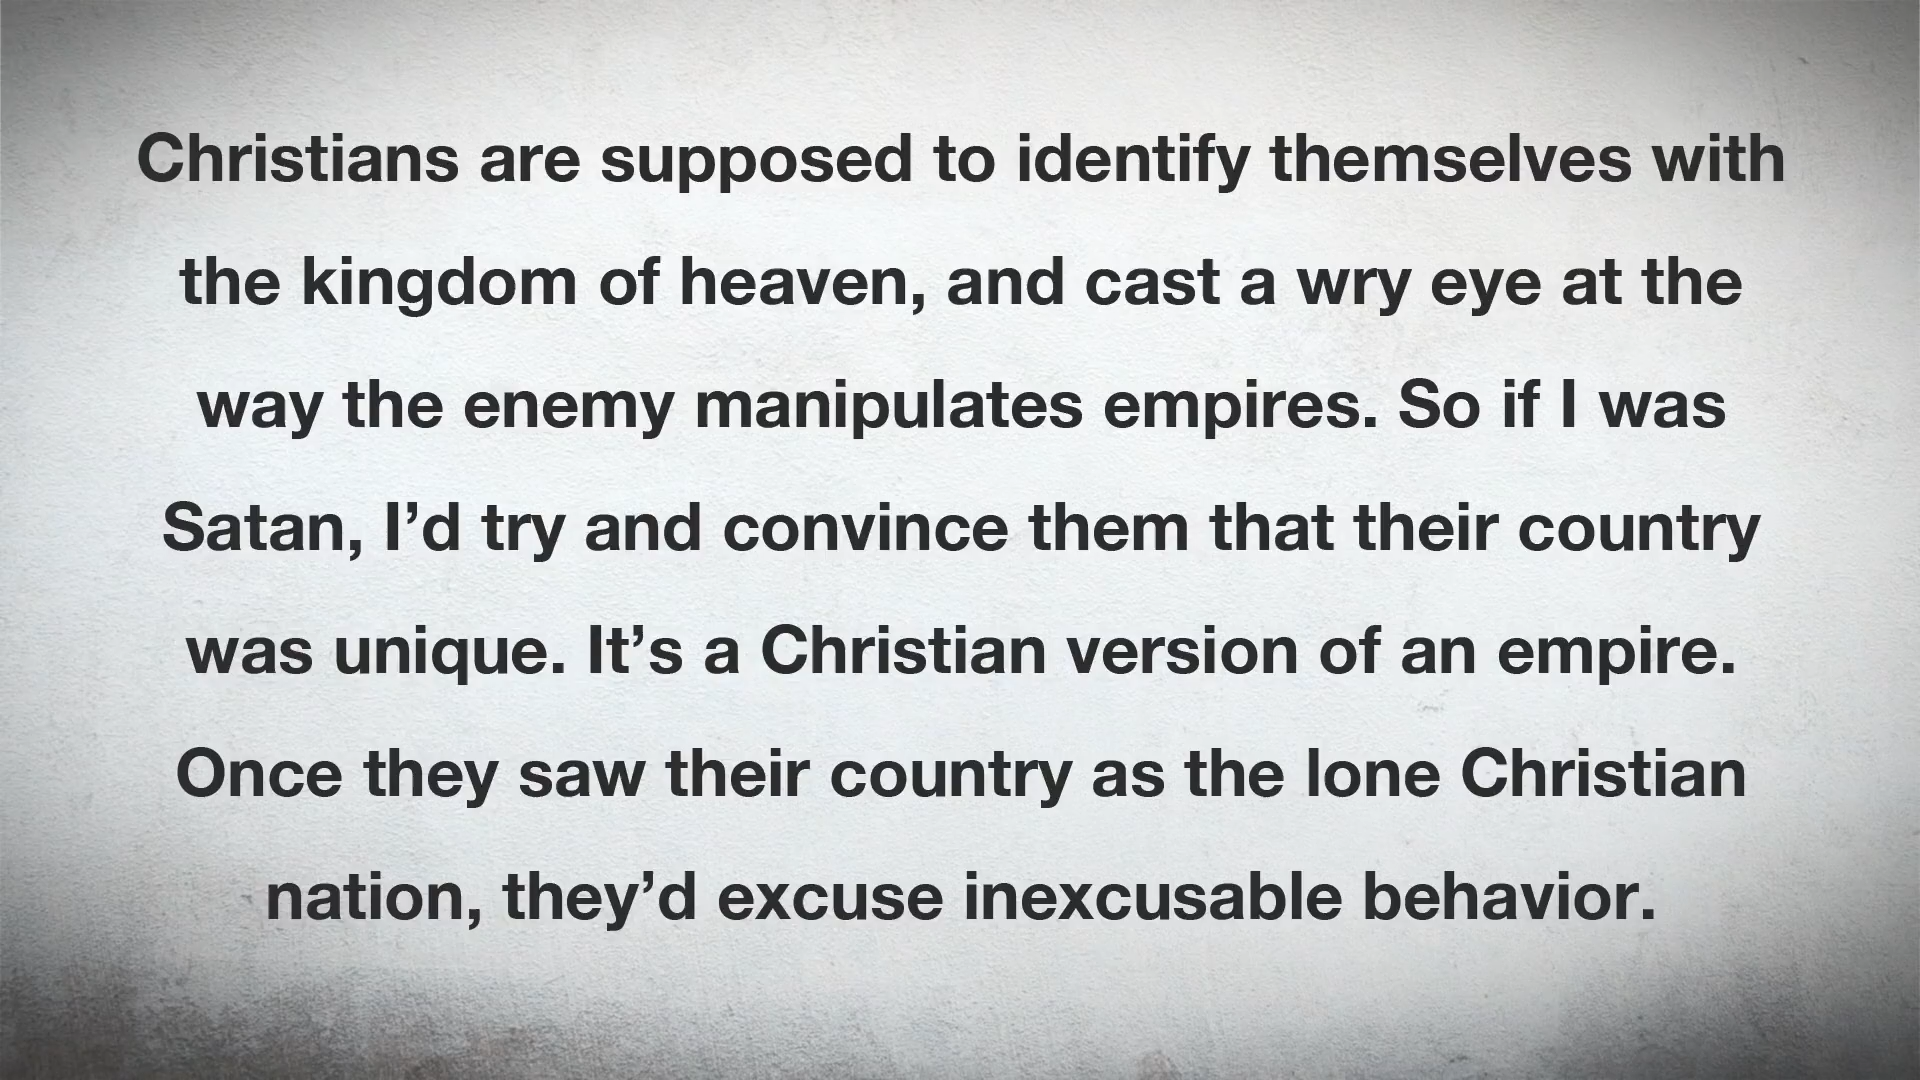 Christians are supposed to identify themselves with
the kingdom of heaven, and cast a wry eye at the
way the enemy manipulates empires. So if I was
Satan, I’d try and convince them that their country
was unique. It’s a Christian version of an empire.
Once they saw their country as the lone Christian
nation, they’d excuse inexcusable behavior.